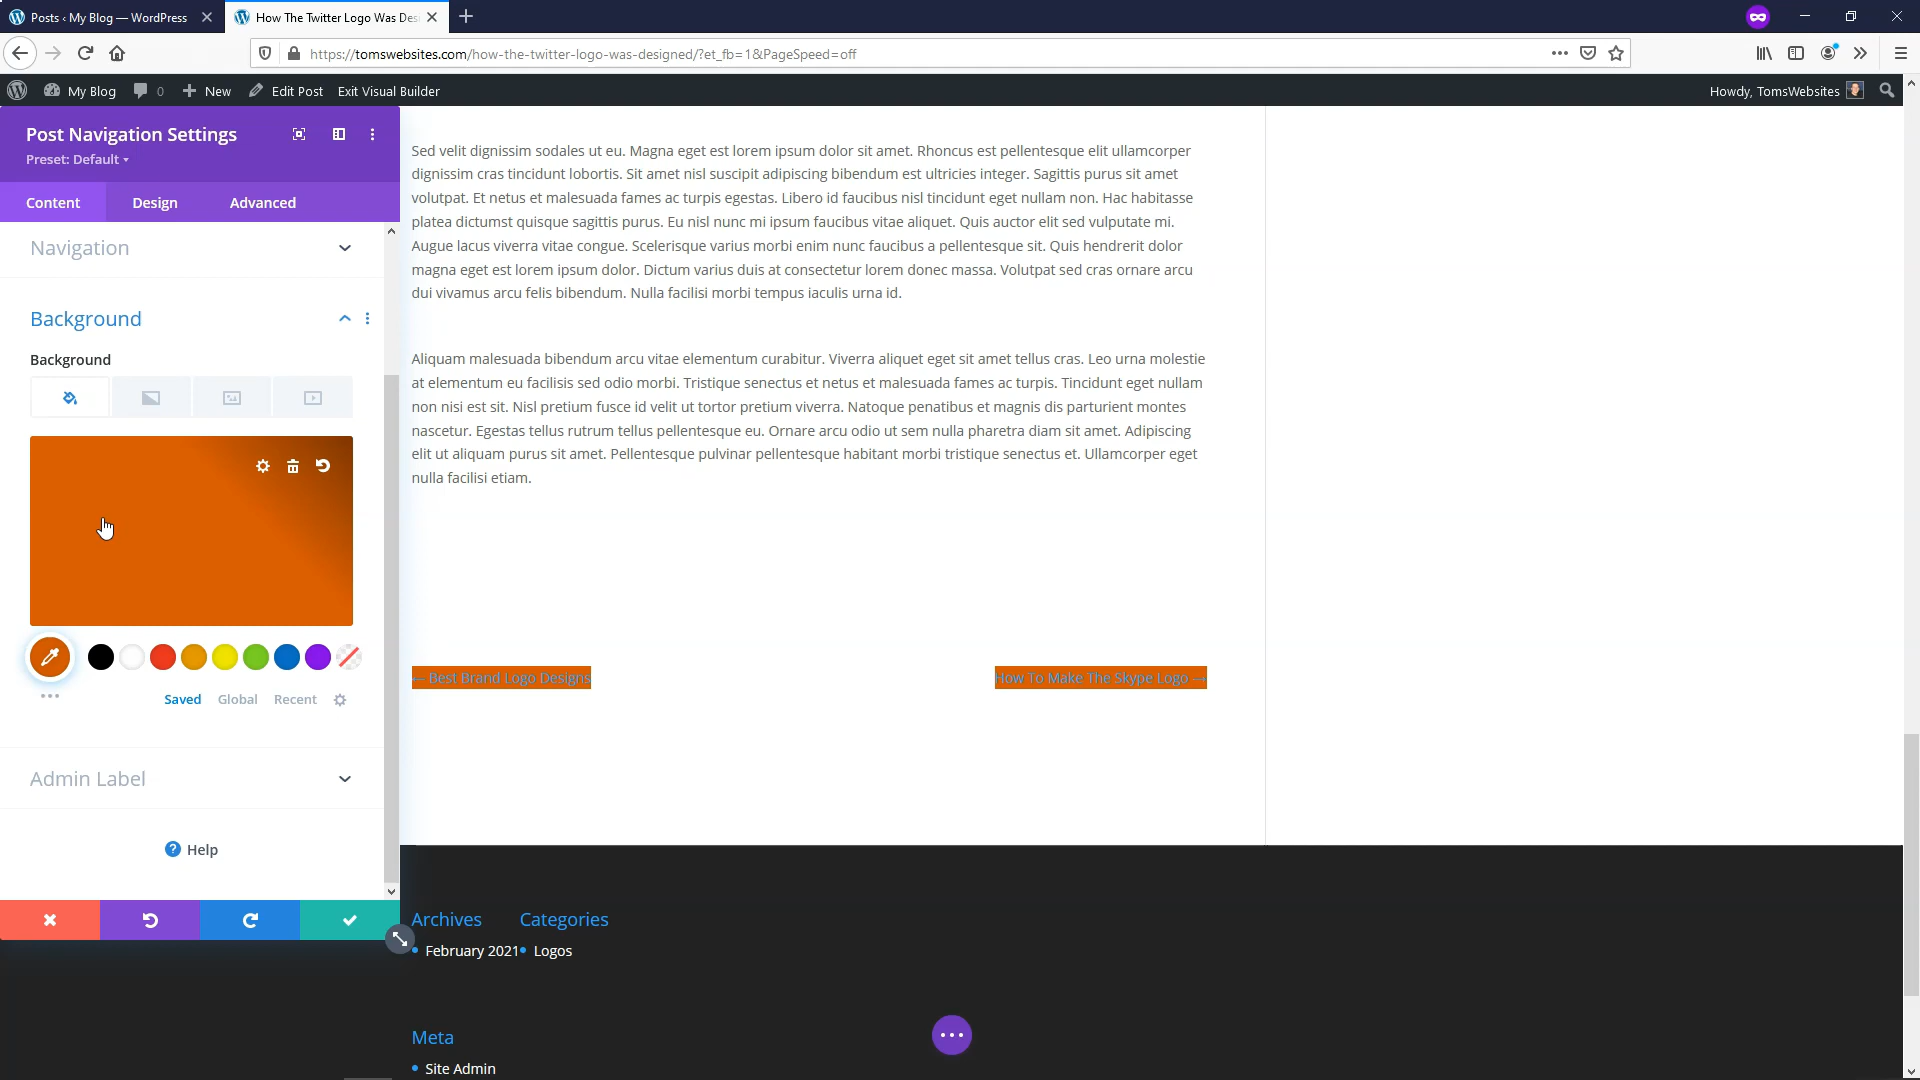 Posts ‹ My Blog — WordPress
How The Twitter Logo Was Des
https://tomswebsites.com/how-the-twitter-logo-was-designed/?et_fb=1&PageSpeed=off
My Blog
0
New
Edit Post
Exit Visual Builder
Howdy, TomsWebsites
Post Navigation Settings
Preset: Default
Content
Design
Advanced
Navigation
Background
Background
Saved
Global
Recent
Admin Label
? Help
Sed velit dignissim sodales ut eu. Magna eget est lorem ipsum dolor sit amet. Rhoncus est pellentesque elit ullamcorper
dignissim cras tincidunt lobortis. Sit amet nisl suscipit adipiscing bibendum est ultricies integer. Sagittis purus sit amet
volutpat. Et netus et malesuada fames ac turpis egestas. Libero id faucibus nisl tincidunt eget nullam non. Hac habitasse
platea dictumst quisque sagittis purus. Eu nisl nunc mi ipsum faucibus vitae aliquet. Quis auctor elit sed vulputate mi.
Augue lacus viverra vitae congue. Scelerisque varius morbi enim nunc faucibus a pellentesque sit. Quis hendrerit dolor
magna eget est lorem ipsum dolor. Dictum varius duis at consectetur lorem donec massa. Volutpat sed cras ornare arcu
dui vivamus arcu felis bibendum. Nulla facilisi morbi tempus iaculis urna id.
Aliquam malesuada bibendum arcu vitae elementum curabitur. Viverra aliquet eget sit amet tellus cras. Leo urna molestie
at elementum eu facilisis sed odio morbi. Tristique senectus et netus et malesuada fames ac turpis. Tincidunt eget nullam
non nisi est sit. Nisl pretium fusce id velit ut tortor pretium viverra. Natoque penatibus et magnis dis parturient montes
nascetur. Egestas tellus rutrum tellus pellentesque eu. Ornare arcu odio ut sem nulla pharetra diam sit amet. Adipiscing
elit ut aliquam purus sit amet. Pellentesque pulvinar pellentesque habitant morbi tristique senectus et. Ullamcorper eget
nulla facilisi etiam.
← Best Brand Logo Designs
How To Make The Skype Logo →
Archives
February 2021
Categories
Logos
Meta
Site Admin